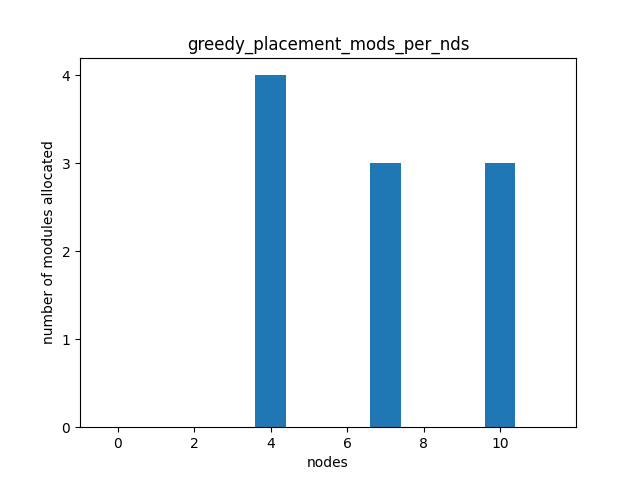 greedy_placement_mods_per_nds
number of modules allocated
4
3
2
1
0
0 2 4 6 8 10
nodes